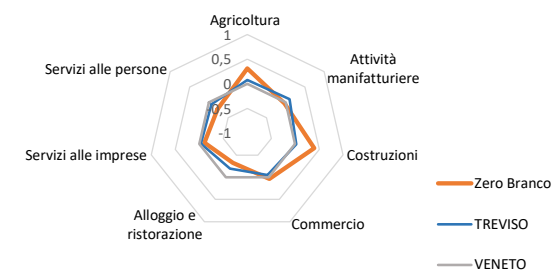 Agricoltura
1
0,5
0
-0,5
-1
Attività
manifatturiere
Costruzioni
Commercio
Alloggio e
ristorazione
Servizi alle imprese
Servizi alle persone
Zero Branco
TREVISO
VENETO